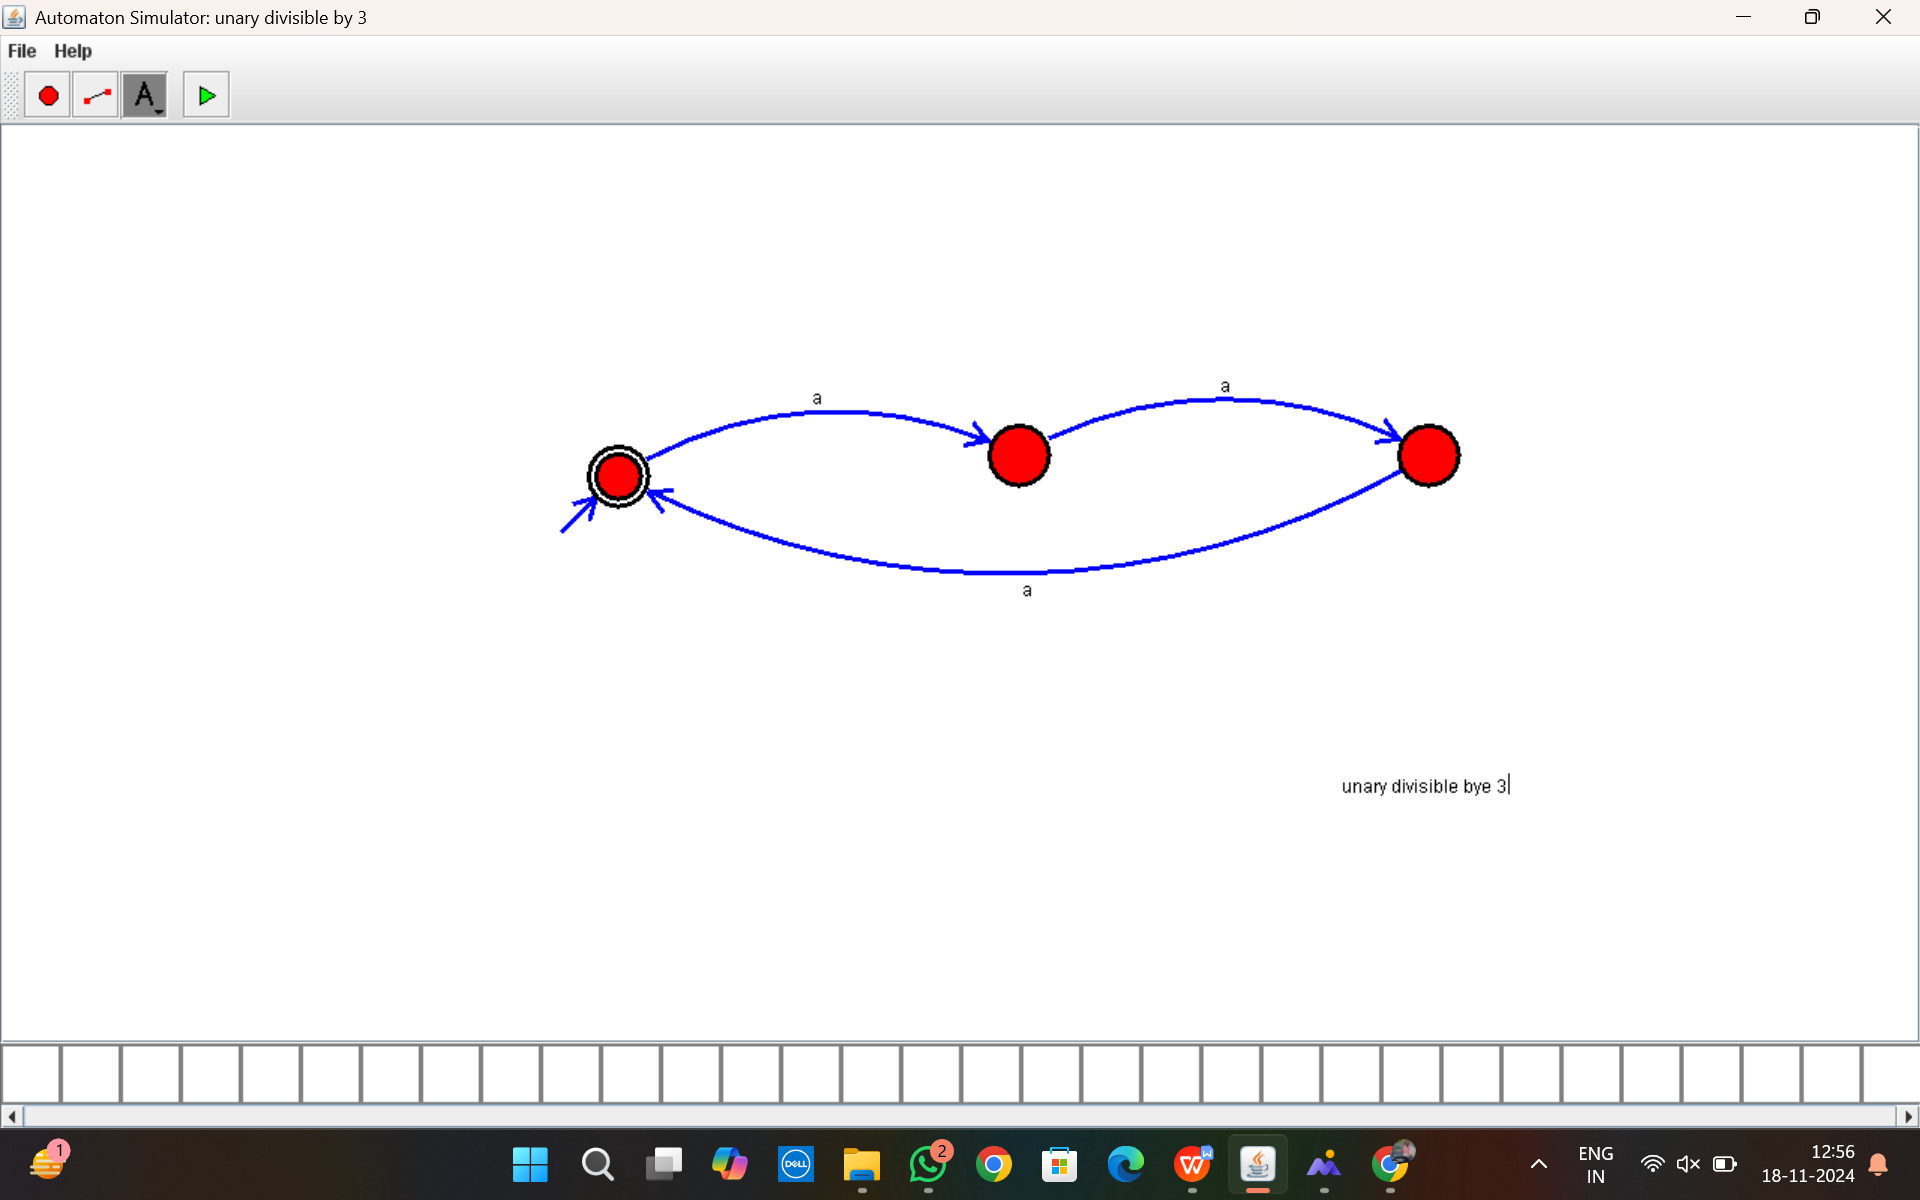 Automaton Simulator: unary divisible by 3
File Help
A
a
a
a
unary divisible bye 3
1
DELL
2
W
W
ENG
IN
12:56
18-11-2024